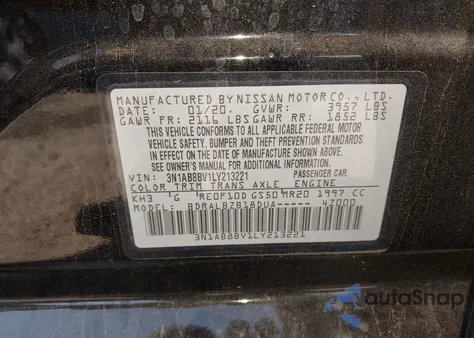 MANUFACTURED BY NISSAN MOTOR CO., LTD.
DATE: 01/20. GVWR: 3957 LBS
GAWR FR: 2116 LBS GAWR RR: 1852 LBS
THIS VEHICLE CONFORMS TO ALL APPLICABLE FEDERAL MOTOR
VEHICLE SAFETY, BUMPER AND THEFT PREVENTION STANDARDS
IN EFFECT ON THE DATE OF MANUFACTURE SHOWN ABOVE.
SEE OWNER'S MANUAL FOR ADDITIONAL INFORMATION.
VIN: 3N1AB8BV1LY213221 PASSENGER CAR.
COLOR TRIM TRANS AXLE ENGINE
KH3 G RE0F10D GS50 MR20 1997 CC
MODEL: BDRALBZB18DUA----- 4Z000
3N1AB8BV1LY213221
autoSnap